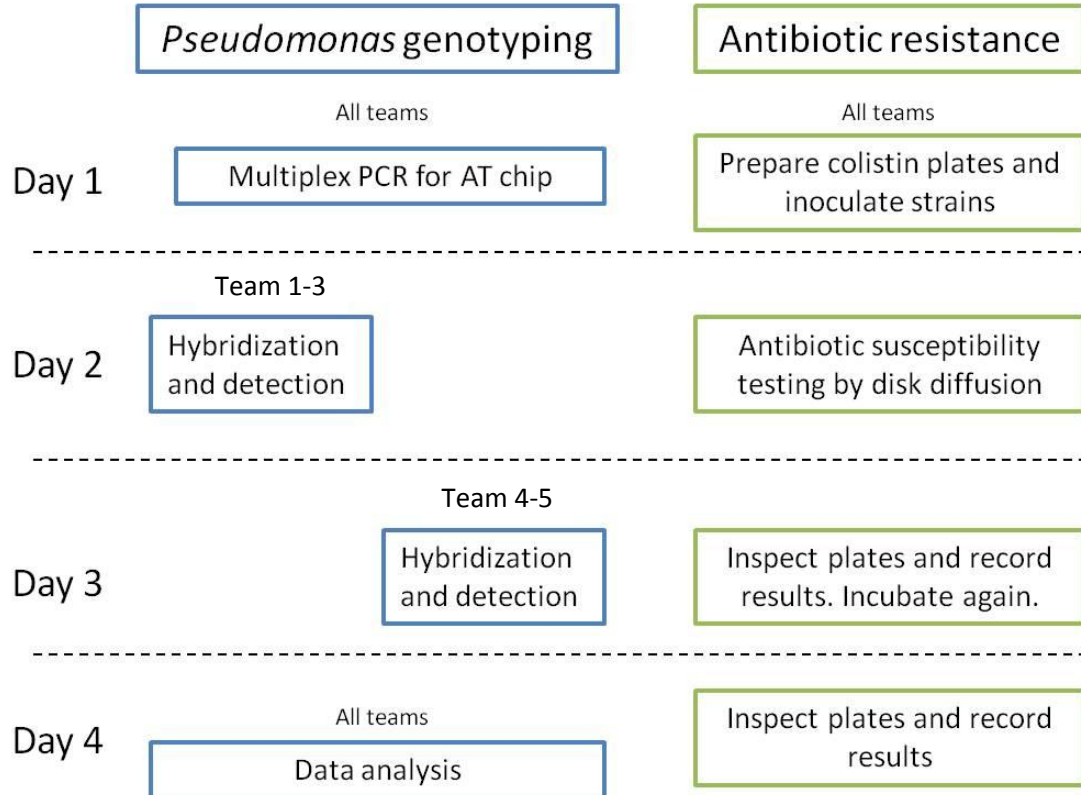 Pseudomonas genotyping
Antibiotic resistance
All teams
All teams
Day 1
Multiplex PCR for AT chip
Prepare colistin plates and
inoculate strains
Team 1-3
Day 2
Hybridization
and detection
Antibiotic susceptibility
testing by disk diffusion
Team 4-5
Day 3
Hybridization
and detection
Inspect plates and record
results. Incubate again.
Day 4
All teams
Data analysis
Inspect plates and record
results